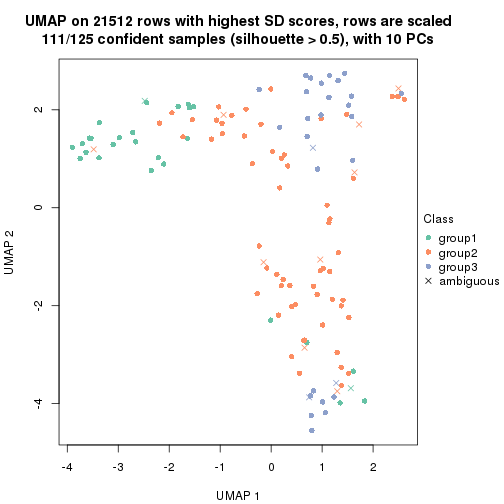 UMAP on 21512 rows with highest SD scores, rows are scaled
111/125 confident samples (silhouette > 0.5), with 10 PCs
2
0
-2
-4
UMAP 2
-4 -3 -2 -1 0 1 2
UMAP 1
Class
group1
group2
group3
ambiguous